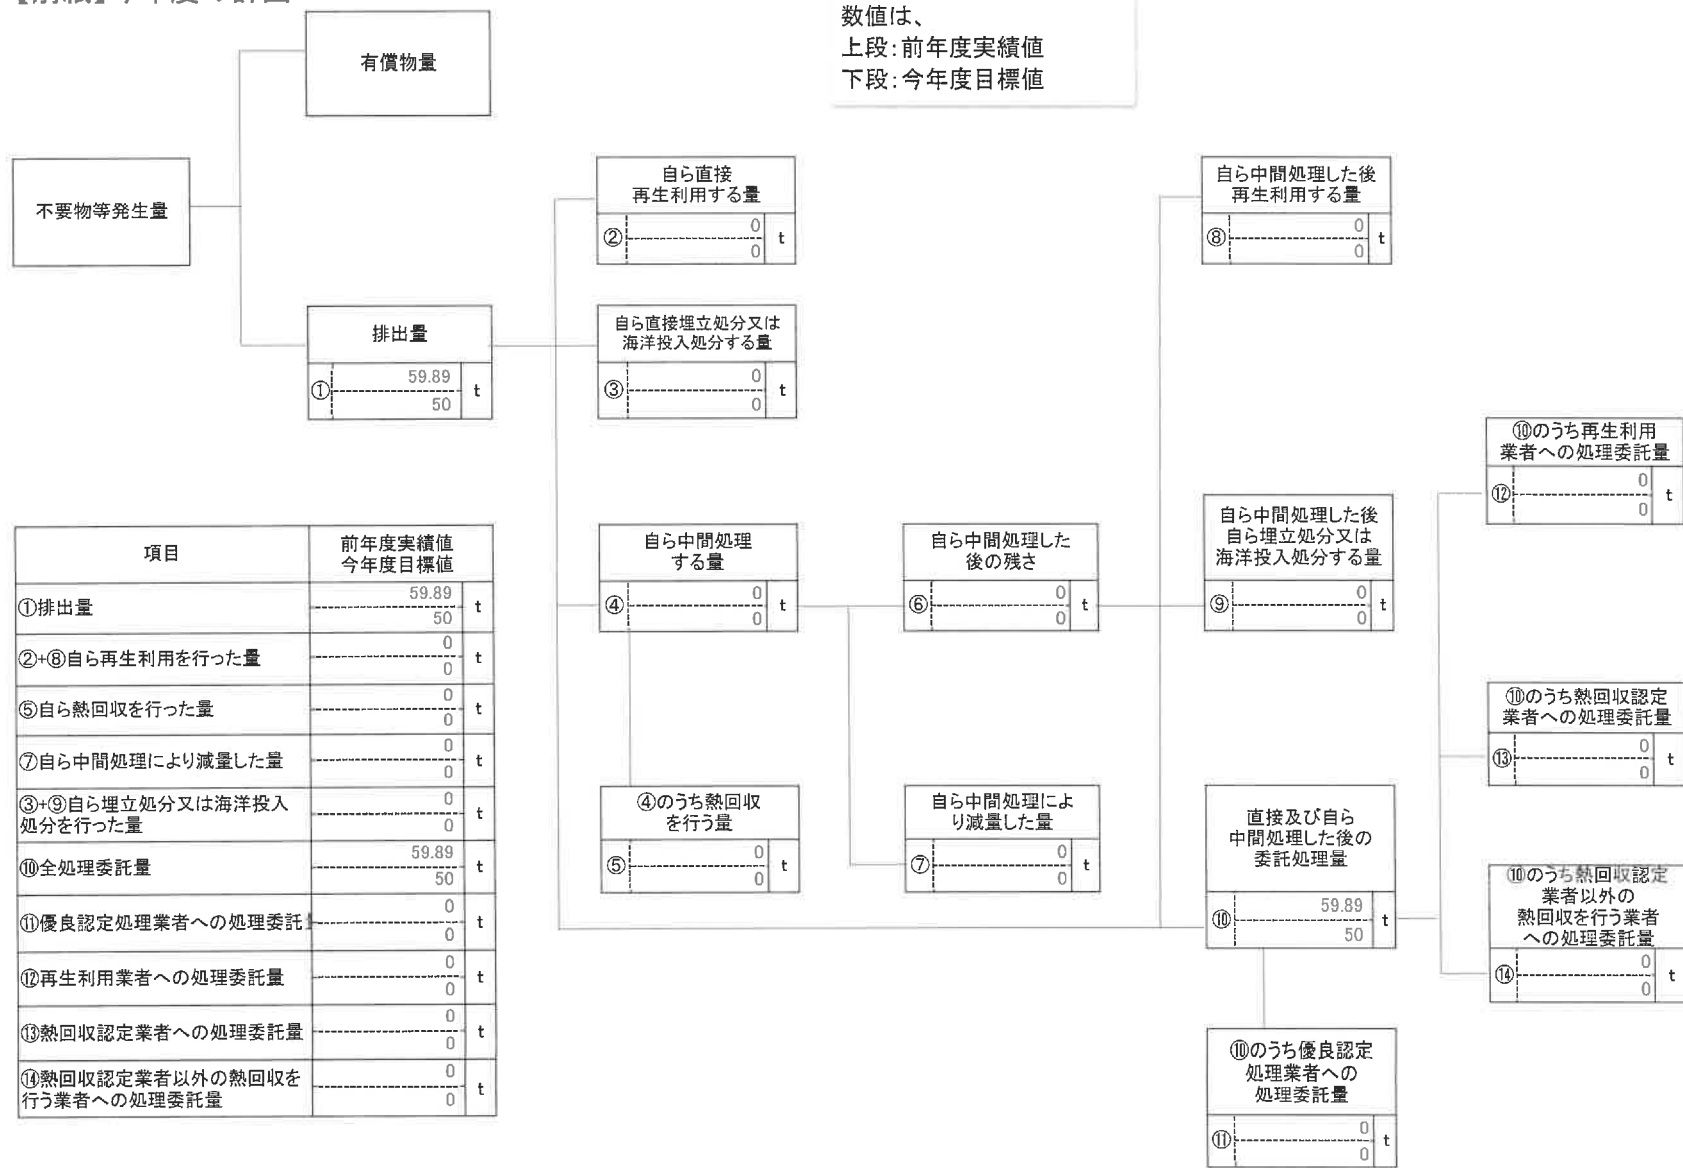 数値は、
上段：前年度実績値
下段：今年度目標値
有償物量
不要物等発生量
排出量
① 59.89 t
50
自ら直接
再生利用する量
② 0 t
0
自ら直接埋立処分又は
海洋投入処分する量
③ 0 t
0
自ら中間処理
する量
④ 0 t
0
④のうち熱回収
を行う量
⑤ 0 t
0
自ら中間処理した
後の残さ
⑥ 0 t
0
自ら中間処理によ
り減量した量
⑦ 0 t
0
自ら中間処理した後
再生利用する量
⑧ 0 t
0
自ら中間処理した後
自ら埋立処分又は
海洋投入処分する量
⑨ 0 t
0
直接及び自ら
中間処理した後の
委託処理量
⑩ 59.89 t
50
⑩のうち優良認定
処理業者への
処理委託量
⑪ 0 t
0
⑩のうち再生利用
業者への処理委託量
⑫ 0 t
0
⑩のうち熱回収認定
業者への処理委託量
⑬ 0 t
0
⑩のうち熱回収認定
業者以外の
熱回収を行う業者
への処理委託量
⑭ 0 t
0
項目 前年度実績値
今年度目標値
①排出量 59.89 t
50
②+⑧自ら再生利用を行った量 0 t
0
⑤自ら熱回収を行った量 0 t
0
⑦自ら中間処理により減量した量 0 t
0
③+⑨自ら埋立処分又は海洋投入
処分を行った量 0 t
0
⑩全処理委託量 59.89 t
50
⑪優良認定処理業者への処理委託 0 t
0
⑫再生利用業者への処理委託量 0 t
0
⑬熱回収認定業者への処理委託量 0 t
0
⑭熱回収認定業者以外の熱回収を
行う業者への処理委託量 0 t
0